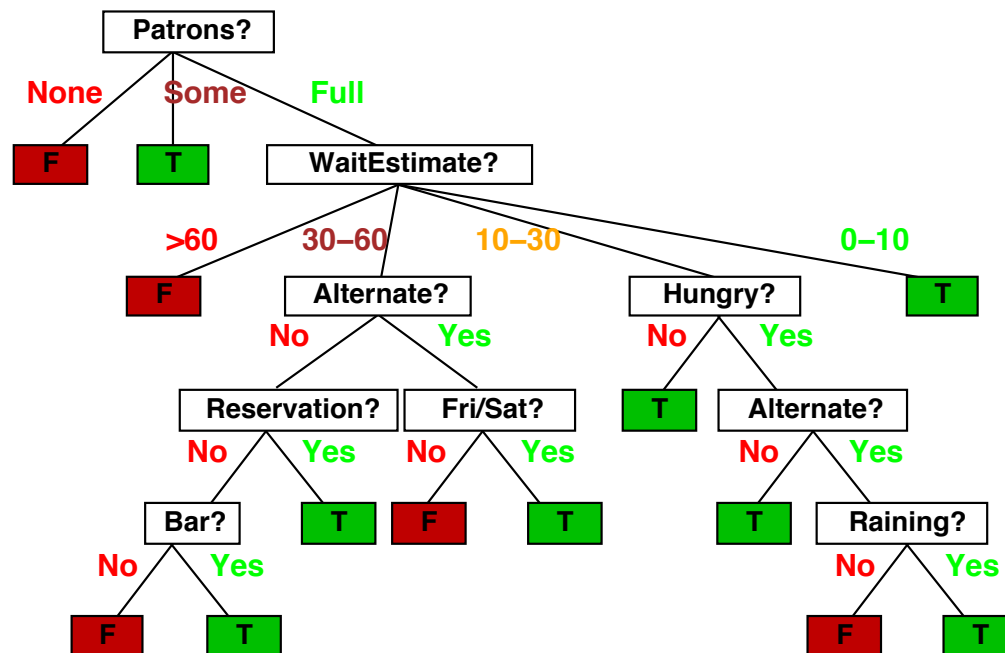 Patrons?
None Some Full
F T WaitEstimate?
>60 30–60 10–30 0–10
F Alternate? Hungry? T
No Yes No Yes
Reservation? Fri/Sat? T Alternate?
No Yes No Yes No Yes
Bar? T F T T Raining?
No Yes No Yes
F T F T